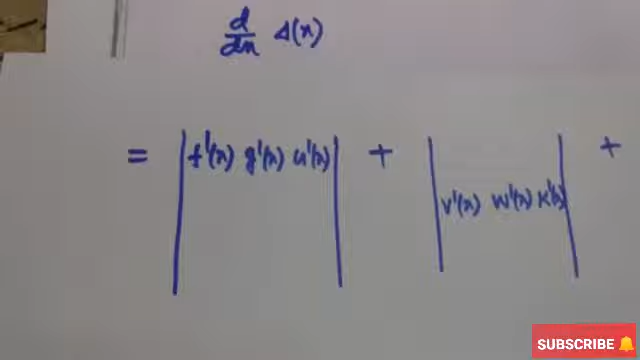 d/dx Δ(x)
= | f'(x) g'(x) u'(x) | + | | +
v'(x) w'(x) k'(x)
SUBSCRIBE